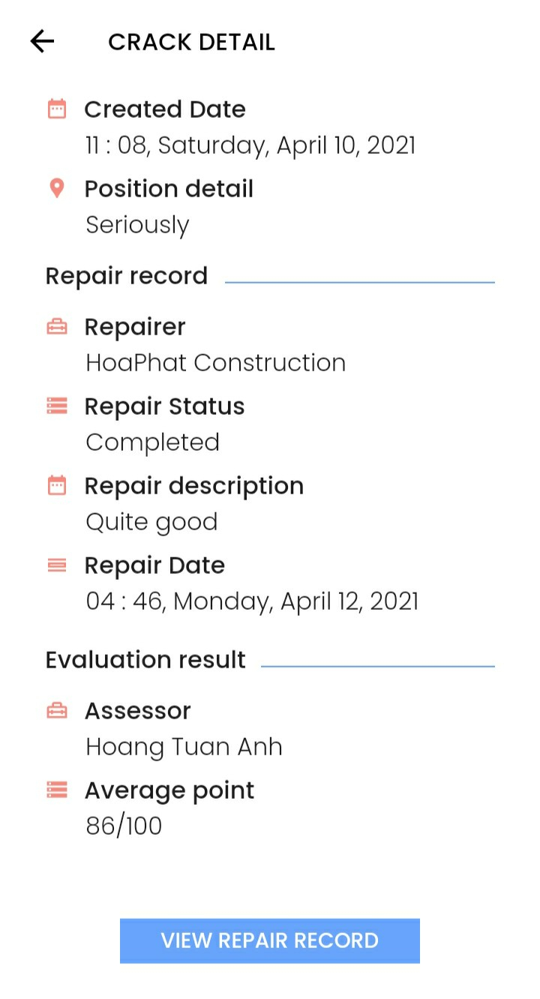 CRACK DETAIL
Created Date
11 : 08, Saturday, April 10, 2021
Position detail
Seriously
Repair record
Repairer
HoaPhat Construction
Repair Status
Completed
Repair description
Quite good
Repair Date
04 : 46, Monday, April 12, 2021
Evaluation result
Assessor
Hoang Tuan Anh
Average point
86/100
VIEW REPAIR RECORD